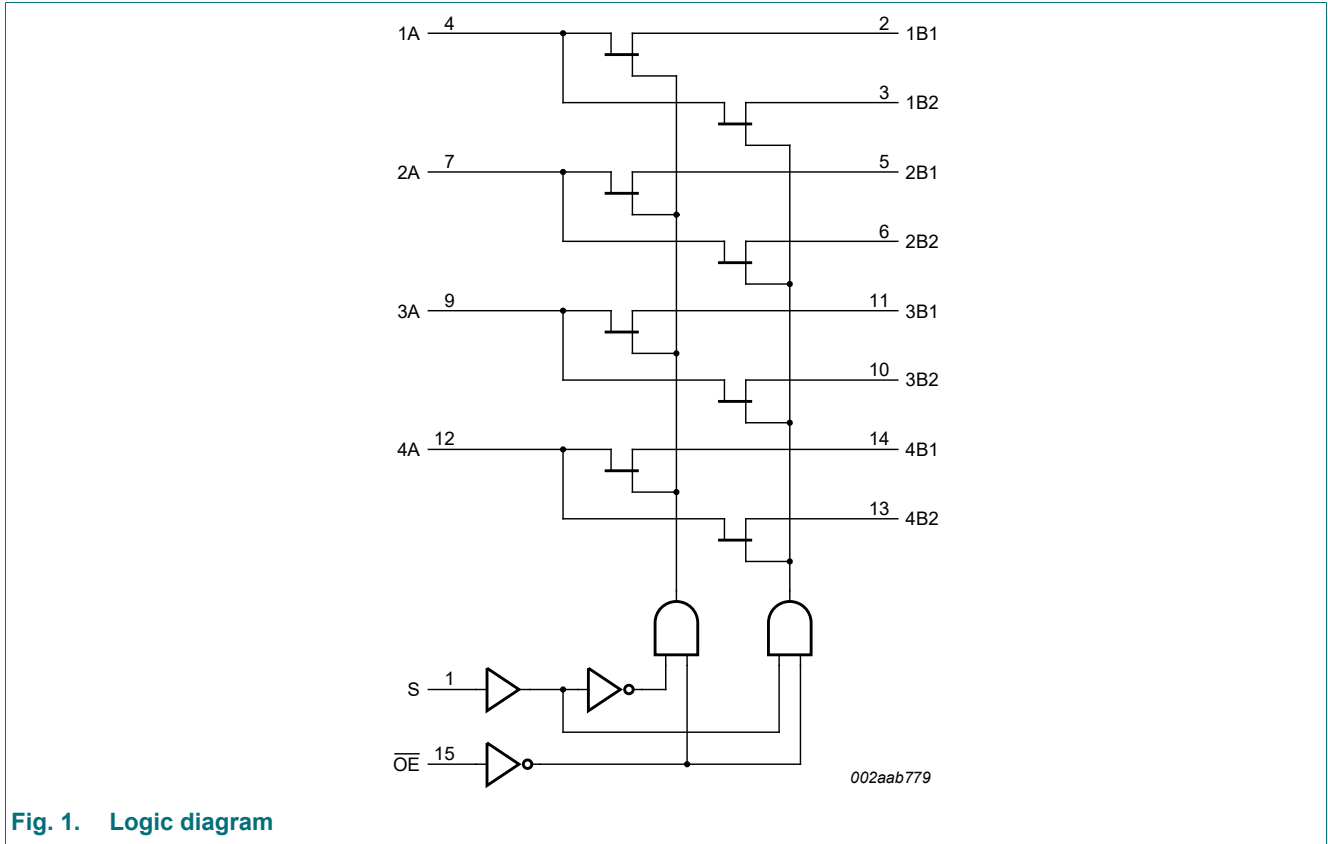 1A 4 2 1B1
3 1B2
2A 7 5 2B1
6 2B2
3A 9 11 3B1
10 3B2
4A 12 14 4B1
13 4B2
S 1
OE 15
002aab779
Fig. 1. Logic diagram